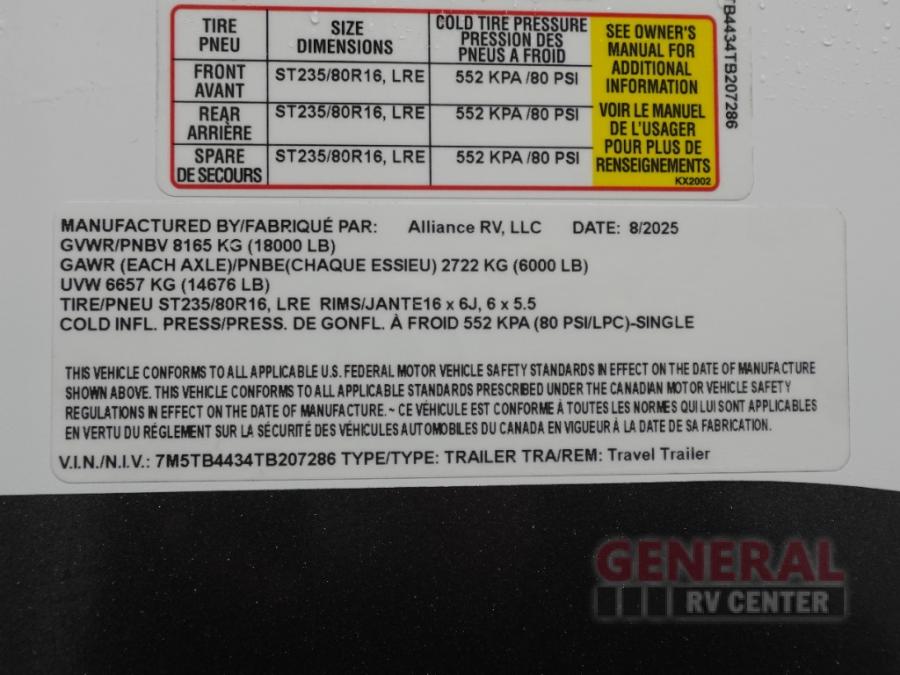 TIRE
PNEU
SIZE
DIMENSIONS
COLD TIRE PRESSURE
PRESSION DES
PNEUS A FROID
FRONT
AVANT
ST235/80R16, LRE
552 KPA /80 PSI
REAR
ARRIÈRE
ST235/80R16, LRE
552 KPA /80 PSI
SPARE
DE SECOURS
ST235/80R16, LRE
552 KPA /80 PSI
SEE OWNER'S
MANUAL FOR
ADDITIONAL
INFORMATION
VOIR LE MANUEL
DE L'USAGER
POUR PLUS DE
RENSEIGNEMENTS
KX2002
TB4434TB207286
MANUFACTURED BY/FABRIQUÉ PAR: Alliance RV, LLC DATE: 8/2025
GVWR/PNBV 8165 KG (18000 LB)
GAWR (EACH AXLE)/PNBE(CHAQUE ESSIEU) 2722 KG (6000 LB)
UVW 6657 KG (14676 LB)
TIRE/PNEU ST235/80R16, LRE RIMS/JANTE16 x 6J, 6 x 5.5
COLD INFL. PRESS/PRESS. DE GONFL. À FROID 552 KPA (80 PSI/LPC)-SINGLE
THIS VEHICLE CONFORMS TO ALL APPLICABLE U.S. FEDERAL MOTOR VEHICLE SAFETY STANDARDS IN EFFECT ON THE DATE OF MANUFACTURE
SHOWN ABOVE. THIS VEHICLE CONFORMS TO ALL APPLICABLE STANDARDS PRESCRIBED UNDER THE CANADIAN MOTOR VEHICLE SAFETY
REGULATIONS IN EFFECT ON THE DATE OF MANUFACTURE. ~ CE VÉHICULE EST CONFORME À TOUTES LES NORMES QUI LUI SONT APPLICABLES
EN VERTU DU RÉGLEMENT SUR LA SÉCURITÉ DES VÉHICULES AUTOMOBILES DU CANADA EN VIGUEUR À LA DATE DE SA FABRICATION.
V.I.N./N.I.V.: 7M5TB4434TB207286 TYPE/TYPE: TRAILER TRA/REM: Travel Trailer
GENERAL
RV CENTER